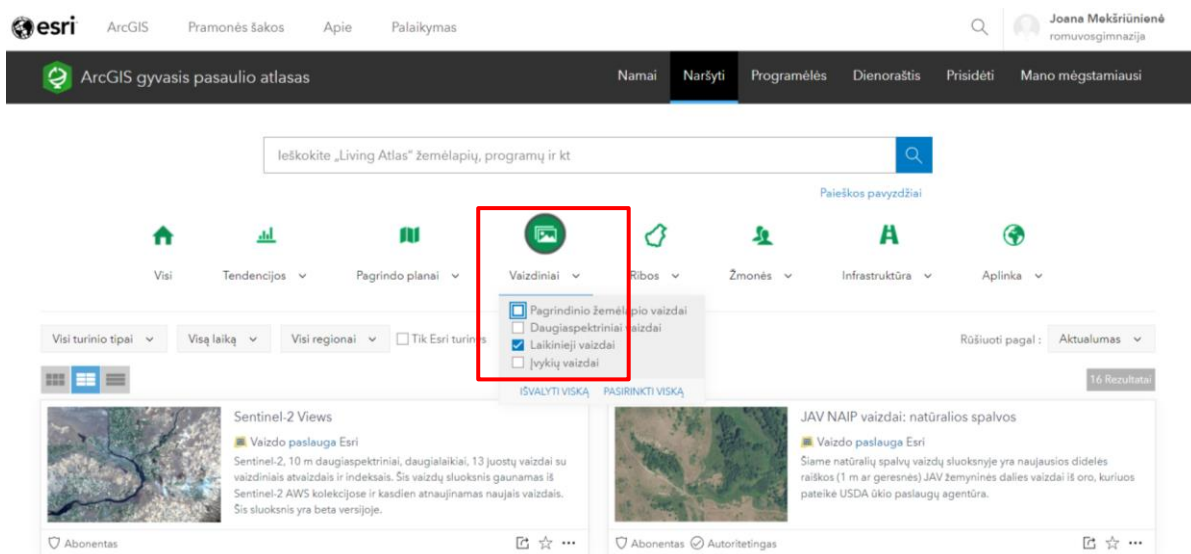 esri ArcGIS Pramonės šakos Apie Palaikymas Joana Mekšriūnienė
romuvosgimnazija
ArcGIS gyvasis pasaulio atlasas Namai Naršyti Programėlės Dienoraštis Prisidėti Mano mėgstamiausi
Ieškokite „Living Atlas“ žemėlapių, programų ir kt
Paieškos pavyzdžiai
Visi Tendencijos Pagrindo planai Vaizdiniai Ribos Žmonės Infrastruktūra Aplinka
Pagrindinio žemėlapio vaizdai
Daugiaspektriniai vaizdai
Laikinieji vaizdai
Įvykių vaizdai
IŠVALYTI VISKĄ PASIRINKTI VISKĄ
Visi turinio tipai Visą laiką Visi regionai Tik Esri turinys Rūšiuoti pagal : Aktualumas
16 Rezultatai
Sentinel-2 Views
Vaizdo paslauga Esri
Sentinel-2, 10 m daugiaspektriniai, daugialaikiai, 13 juostų vaizdai su
vaizdiniais atvaizdais ir indeksais. Šis vaizdų sluoksnis gaunamas iš
Sentinel-2 AWS kolekcijose ir kasdien atnaujinamas naujais vaizdais.
Šis sluoksnis yra beta versijoje.
Abonentas
JAV NAIP vaizdai: natūralios spalvos
Vaizdo paslauga Esri
Šiame natūralių spalvų vaizdų sluoksnyje yra naujausios didelės
raiškos (1 m ar geresnės) JAV žemyninės dalies vaizdai iš oro, kuriuos
pateikė USDA ūkio paslaugų agentūra.
Abonentas Autoritetingas